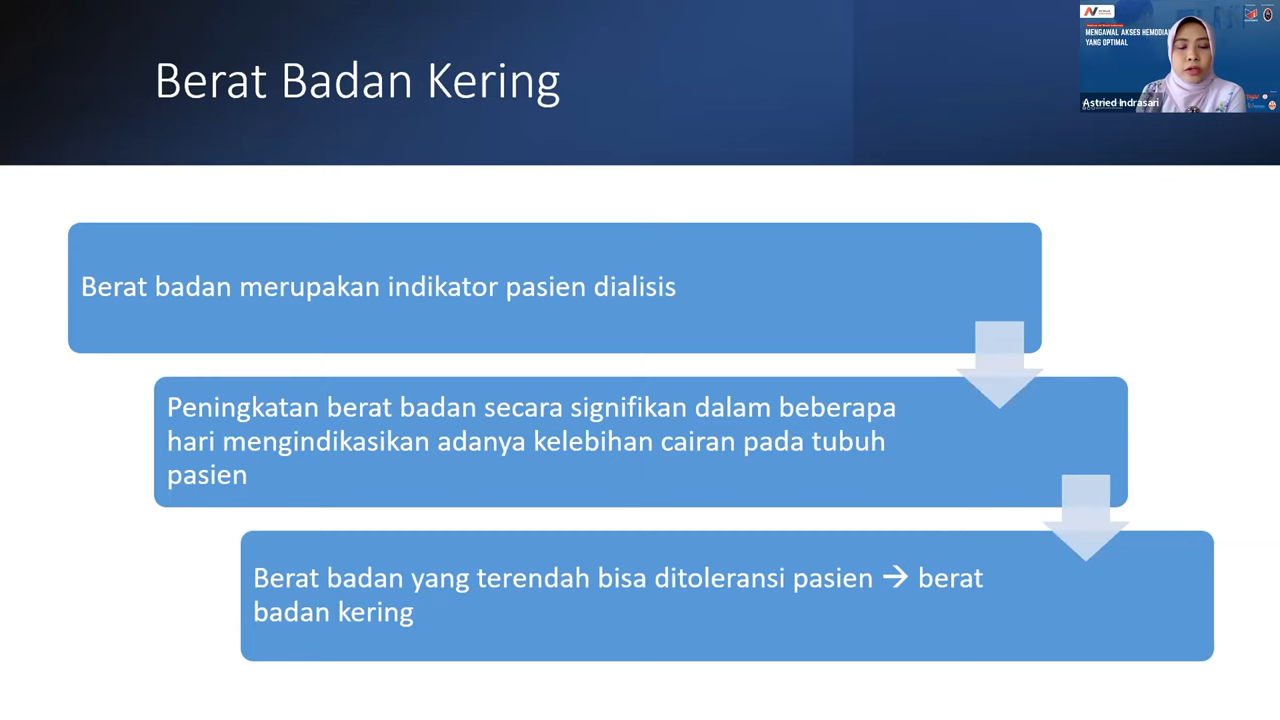 Berat Badan Kering
MENGAWAL AKSES
YANG OPTIMAL
Astried Indrasari
Berat badan merupakan indikator pasien dialisis
Peningkatan berat badan secara signifikan dalam beberapa
hari mengindikasikan adanya kelebihan cairan pada tubuh
pasien
Berat badan yang terendah bisa ditoleransi pasien → berat
badan kering